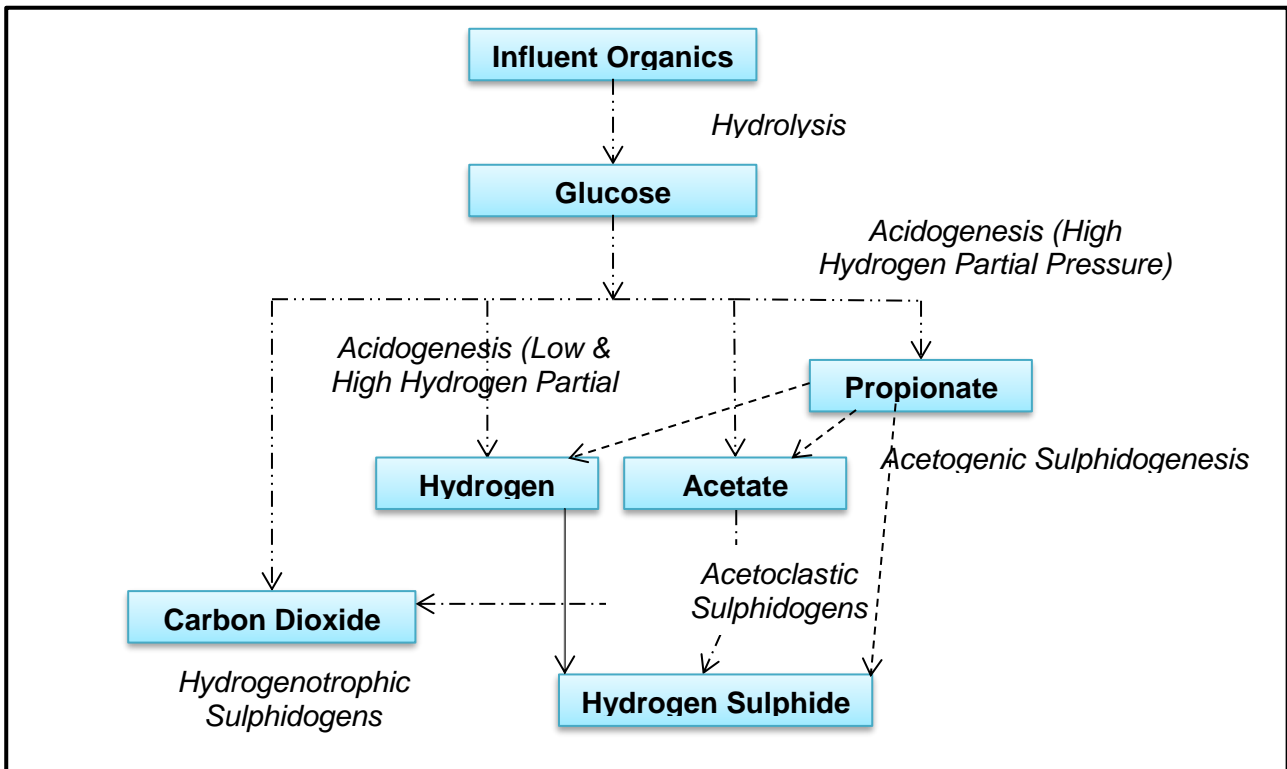 Influent Organics
Hydrolysis
Glucose
Acidogenesis (High
Hydrogen Partial Pressure)
Acidogenesis (Low &
High Hydrogen Partial
Propionate
Acetogenic Sulphidogenesis
Hydrogen
Acetate
Acetoclastic
Sulphidogens
Carbon Dioxide
Hydrogenotrophic
Sulphidogens
Hydrogen Sulphide